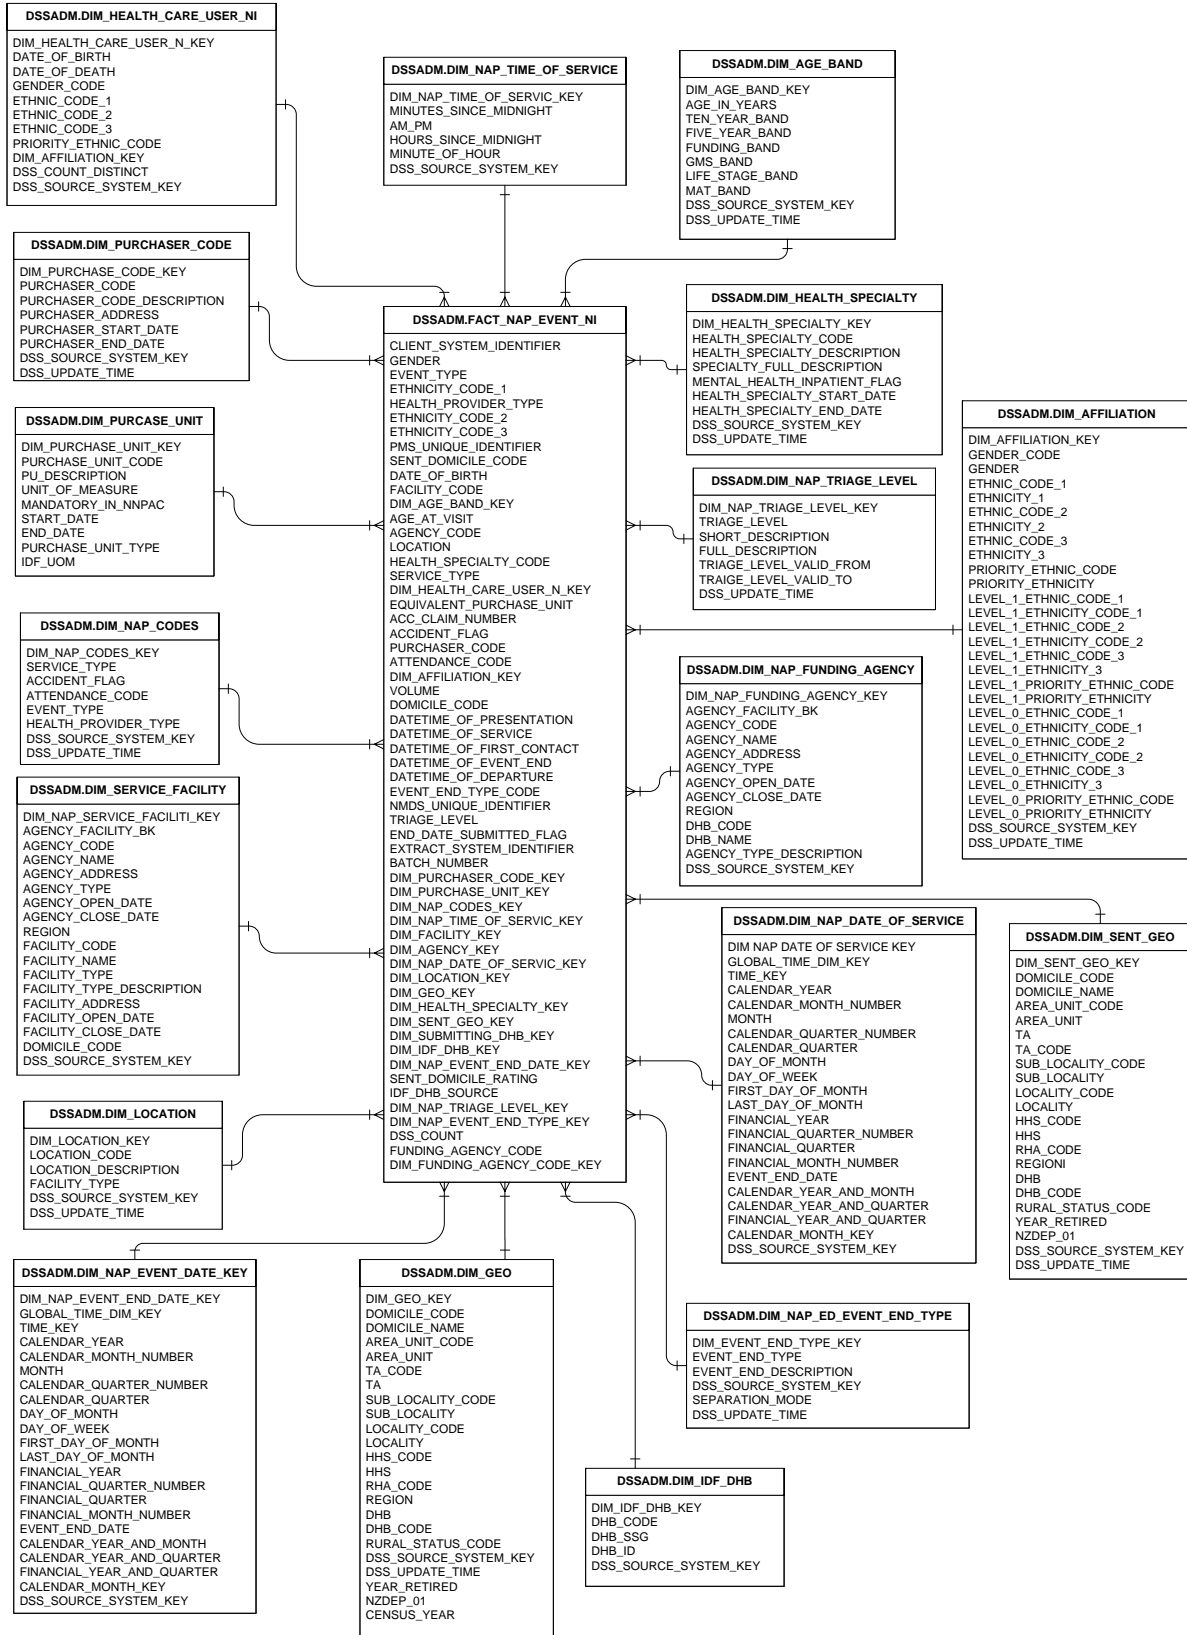 DSSADM.DIM_HEALTH_CARE_USER_NI
DIM_HEALTH_CARE_USER_N_KEY
DATE_OF_BIRTH
DATE_OF_DEATH
GENDER_CODE
ETHNIC_CODE_1
ETHNIC_CODE_2
ETHNIC_CODE_3
PRIORITY_ETHNIC_CODE
DIM_AFFILIATION_KEY
DSS_COUNT_DISTINCT
DSS_SOURCE_SYSTEM_KEY
DSSADM.DIM_NAP_TIME_OF_SERVICE
DIM_NAP_TIME_OF_SERVIC_KEY
MINUTES_SINCE_MIDNIGHT
AM_PM
HOURS_SINCE_MIDNIGHT
MINUTE_OF_HOUR
DSS_SOURCE_SYSTEM_KEY
DSSADM.DIM_AGE_BAND
DIM_AGE_BAND_KEY
AGE_IN_YEARS
TEN_YEAR_BAND
FIVE_YEAR_BAND
FUNDING_BAND
GMS_BAND
LIFE_STAGE_BAND
MAT_BAND
DSS_SOURCE_SYSTEM_KEY
DSS_UPDATE_TIME
DSSADM.DIM_PURCHASER_CODE
DIM_PURCHASE_CODE_KEY
PURCHASER_CODE
PURCHASER_CODE_DESCRIPTION
PURCHASER_ADDRESS
PURCHASER_START_DATE
PURCHASER_END_DATE
DSS_SOURCE_SYSTEM_KEY
DSS_UPDATE_TIME
DSSADM.DIM_PURCASE_UNIT
DIM_PURCHASE_UNIT_KEY
PURCHASE_UNIT_CODE
PU_DESCRIPTION
UNIT_OF_MEASURE
MANDATORY_IN_NNPAC
START_DATE
END_DATE
PURCHASE_UNIT_TYPE
IDF_UOM
DSSADM.DIM_NAP_CODES
DIM_NAP_CODES_KEY
SERVICE_TYPE
ACCIDENT_FLAG
ATTENDANCE_CODE
EVENT_TYPE
HEALTH_PROVIDER_TYPE
DSS_SOURCE_SYSTEM_KEY
DSS_UPDATE_TIME
DSSADM.DIM_SERVICE_FACILITY
DIM_NAP_SERVICE_FACILITI_KEY
AGENCY_FACILITY_BK
AGENCY_CODE
AGENCY_NAME
AGENCY_ADDRESS
AGENCY_TYPE
AGENCY_OPEN_DATE
AGENCY_CLOSE_DATE
REGION
FACILITY_CODE
FACILITY_NAME
FACILITY_TYPE
FACILITY_TYPE_DESCRIPTION
FACILITY_ADDRESS
FACILITY_OPEN_DATE
FACILITY_CLOSE_DATE
DOMICILE_CODE
DSS_SOURCE_SYSTEM_KEY
DSSADM.DIM_LOCATION
DIM_LOCATION_KEY
LOCATION_CODE
LOCATION_DESCRIPTION
FACILITY_TYPE
DSS_SOURCE_SYSTEM_KEY
DSS_UPDATE_TIME
DSSADM.FACT_NAP_EVENT_NI
CLIENT_SYSTEM_IDENTIFIER
GENDER
EVENT_TYPE
ETHNICITY_CODE_1
HEALTH_PROVIDER_TYPE
ETHNICITY_CODE_2
ETHNICITY_CODE_3
PMS_UNIQUE_IDENTIFIER
SENT_DOMICILE_CODE
DATE_OF_BIRTH
FACILITY_CODE
DIM_AGE_BAND_KEY
AGE_AT_VISIT
AGENCY_CODE
LOCATION
HEALTH_SPECIALTY_CODE
SERVICE_TYPE
DIM_HEALTH_CARE_USER_N_KEY
EQUIVALENT_PURCHASE_UNIT
ACC_CLAIM_NUMBER
ACCIDENT_FLAG
PURCHASER_CODE
ATTENDANCE_CODE
DIM_AFFILIATION_KEY
VOLUME
DOMICILE_CODE
DATETIME_OF_PRESENTATION
DATETIME_OF_SERVICE
DATETIME_OF_FIRST_CONTACT
DATETIME_OF_EVENT_END
DATETIME_OF_DEPARTURE
EVENT_END_TYPE_CODE
NMDS_UNIQUE_IDENTIFIER
TRIAGE_LEVEL
END_DATE_SUBMITTED_FLAG
EXTRACT_SYSTEM_IDENTIFIER
BATCH_NUMBER
DIM_PURCHASER_CODE_KEY
DIM_PURCHASE_UNIT_KEY
DIM_NAP_CODES_KEY
DIM_NAP_TIME_OF_SERVIC_KEY
DIM_FACILITY_KEY
DIM_AGENCY_KEY
DIM_NAP_DATE_OF_SERVIC_KEY
DIM_LOCATION_KEY
DIM_GEO_KEY
DIM_HEALTH_SPECIALTY_KEY
DIM_SENT_GEO_KEY
DIM_SUBMITTING_DHB_KEY
DIM_IDF_DHB_KEY
DIM_NAP_EVENT_END_DATE_KEY
SENT_DOMICILE_RATING
IDF_DHB_SOURCE
DIM_NAP_TRIAGE_LEVEL_KEY
DIM_NAP_EVENT_END_TYPE_KEY
DSS_COUNT
FUNDING_AGENCY_CODE
DIM_FUNDING_AGENCY_CODE_KEY
DSSADM.DIM_HEALTH_SPECIALTY
DIM_HEALTH_SPECIALTY_KEY
HEALTH_SPECIALTY_CODE
HEALTH_SPECIALTY_DESCRIPTION
SPECIALTY_FULL_DESCRIPTION
MENTAL_HEALTH_INPATIENT_FLAG
HEALTH_SPECIALTY_START_DATE
HEALTH_SPECIALTY_END_DATE
DSS_SOURCE_SYSTEM_KEY
DSS_UPDATE_TIME
DSSADM.DIM_NAP_TRIAGE_LEVEL
DIM_NAP_TRIAGE_LEVEL_KEY
TRIAGE_LEVEL
SHORT_DESCRIPTION
FULL_DESCRIPTION
TRIAGE_LEVEL_VALID_FROM
TRAIGE_LEVEL_VALID_TO
DSS_UPDATE_TIME
DSSADM.DIM_NAP_FUNDING_AGENCY
DIM_NAP_FUNDING_AGENCY_KEY
AGENCY_FACILITY_BK
AGENCY_CODE
AGENCY_NAME
AGENCY_ADDRESS
AGENCY_TYPE
AGENCY_OPEN_DATE
AGENCY_CLOSE_DATE
REGION
DHB_CODE
DHB_NAME
AGENCY_TYPE_DESCRIPTION
DSS_SOURCE_SYSTEM_KEY
DSSADM.DIM_AFFILIATION
DIM_AFFILIATION_KEY
GENDER_CODE
GENDER
ETHNIC_CODE_1
ETHNICITY_1
ETHNIC_CODE_2
ETHNICITY_2
ETHNIC_CODE_3
ETHNICITY_3
PRIORITY_ETHNIC_CODE
PRIORITY_ETHNICITY
LEVEL_1_ETHNIC_CODE_1
LEVEL_1_ETHNICITY_CODE_1
LEVEL_1_ETHNIC_CODE_2
LEVEL_1_ETHNICITY_CODE_2
LEVEL_1_ETHNIC_CODE_3
LEVEL_1_ETHNICITY_3
LEVEL_1_PRIORITY_ETHNIC_CODE
LEVEL_1_PRIORITY_ETHNICITY
LEVEL_0_ETHNIC_CODE_1
LEVEL_0_ETHNICITY_CODE_1
LEVEL_0_ETHNIC_CODE_2
LEVEL_0_ETHNICITY_CODE_2
LEVEL_0_ETHNIC_CODE_3
LEVEL_0_ETHNICITY_3
LEVEL_0_PRIORITY_ETHNIC_CODE
LEVEL_0_PRIORITY_ETHNICITY
DSS_SOURCE_SYSTEM_KEY
DSS_UPDATE_TIME
DSSADM.DIM_NAP_DATE_OF_SERVICE
DIM NAP DATE OF SERVICE KEY
GLOBAL_TIME_DIM_KEY
TIME_KEY
CALENDAR_YEAR
CALENDAR_MONTH_NUMBER
MONTH
CALENDAR_QUARTER_NUMBER
CALENDAR_QUARTER
DAY_OF_MONTH
DAY_OF_WEEK
FIRST_DAY_OF_MONTH
LAST_DAY_OF_MONTH
FINANCIAL_YEAR
FINANCIAL_QUARTER_NUMBER
FINANCIAL_QUARTER
FINANCIAL_MONTH_NUMBER
EVENT_END_DATE
CALENDAR_YEAR_AND_MONTH
CALENDAR_YEAR_AND_QUARTER
FINANCIAL_YEAR_AND_QUARTER
CALENDAR_MONTH_KEY
DSS_SOURCE_SYSTEM_KEY
DSSADM.DIM_SENT_GEO
DIM_SENT_GEO_KEY
DOMICILE_CODE
DOMICILE_NAME
AREA_UNIT_CODE
AREA_UNIT
TA
TA_CODE
SUB_LOCALITY_CODE
SUB_LOCALITY
LOCALITY_CODE
LOCALITY
HHS_CODE
HHS
RHA_CODE
REGIONI
DHB
DHB_CODE
RURAL_STATUS_CODE
YEAR_RETIRED
NZDEP_01
DSS_SOURCE_SYSTEM_KEY
DSS_UPDATE_TIME
DSSADM.DIM_NAP_EVENT_DATE_KEY
DIM_NAP_EVENT_END_DATE_KEY
GLOBAL_TIME_DIM_KEY
TIME_KEY
CALENDAR_YEAR
CALENDAR_MONTH_NUMBER
MONTH
CALENDAR_QUARTER_NUMBER
CALENDAR_QUARTER
DAY_OF_MONTH
DAY_OF_WEEK
FIRST_DAY_OF_MONTH
LAST_DAY_OF_MONTH
FINANCIAL_YEAR
FINANCIAL_QUARTER_NUMBER
FINANCIAL_QUARTER
FINANCIAL_MONTH_NUMBER
EVENT_END_DATE
CALENDAR_YEAR_AND_MONTH
CALENDAR_YEAR_AND_QUARTER
FINANCIAL_YEAR_AND_QUARTER
CALENDAR_MONTH_KEY
DSS_SOURCE_SYSTEM_KEY
DSSADM.DIM_GEO
DIM_GEO_KEY
DOMICILE_CODE
DOMICILE_NAME
AREA_UNIT_CODE
AREA_UNIT
TA_CODE
TA
SUB_LOCALITY_CODE
SUB_LOCALITY
LOCALITY_CODE
LOCALITY
HHS_CODE
HHS
RHA_CODE
REGION
DHB
DHB_CODE
RURAL_STATUS_CODE
DSS_SOURCE_SYSTEM_KEY
DSS_UPDATE_TIME
YEAR_RETIRED
NZDEP_01
CENSUS_YEAR
DSSADM.DIM_NAP_ED_EVENT_END_TYPE
DIM_EVENT_END_TYPE_KEY
EVENT_END_TYPE
EVENT_END_DESCRIPTION
DSS_SOURCE_SYSTEM_KEY
SEPARATION_MODE
DSS_UPDATE_TIME
DSSADM.DIM_IDF_DHB
DIM_IDF_DHB_KEY
DHB_CODE
DHB_SSG
DHB_ID
DSS_SOURCE_SYSTEM_KEY